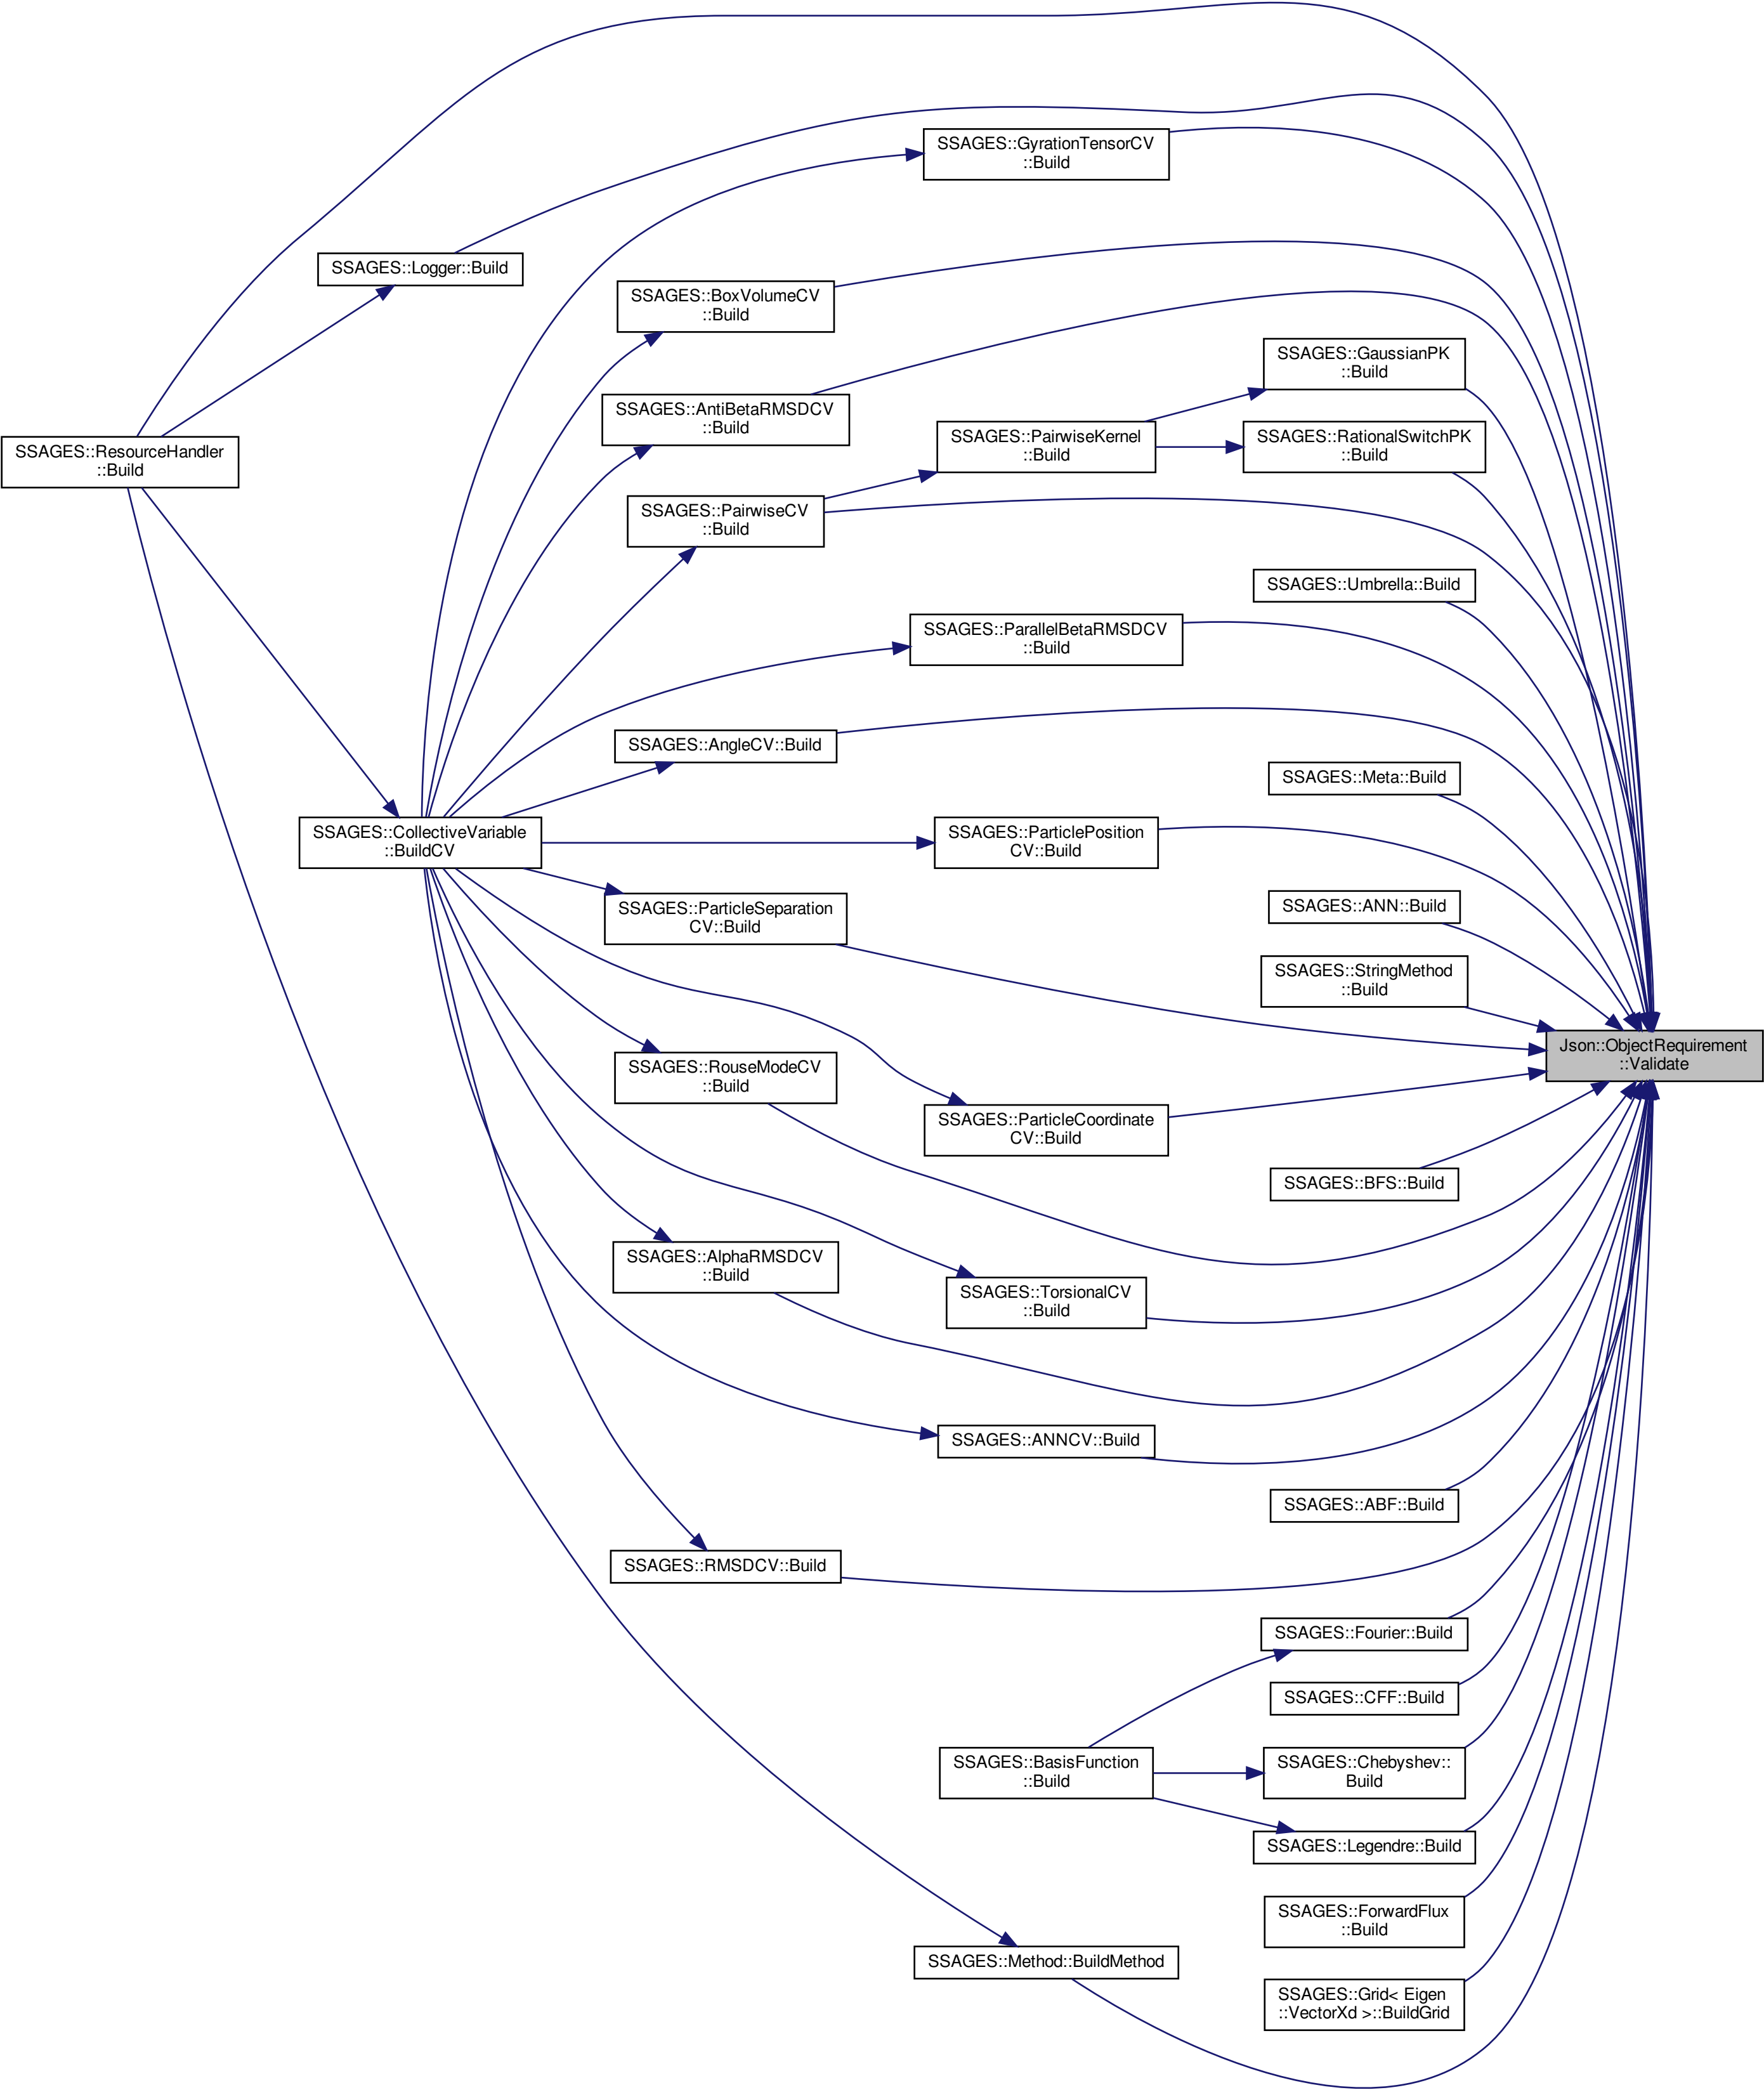 SSAGES::GyrationTensorCV
::Build
SSAGES::Logger::Build
SSAGES::BoxVolumeCV
::Build
SSAGES::GaussianPK
::Build
SSAGES::AntiBetaRMSDCV
::Build
SSAGES::PairwiseKernel
::Build
SSAGES::RationalSwitchPK
::Build
SSAGES::ResourceHandler
::Build
SSAGES::PairwiseCV
::Build
SSAGES::Umbrella::Build
SSAGES::ParallelBetaRMSDCV
::Build
SSAGES::AngleCV::Build
SSAGES::Meta::Build
SSAGES::CollectiveVariable
::BuildCV
SSAGES::ParticlePosition
CV::Build
SSAGES::ParticleSeparation
CV::Build
SSAGES::ANN::Build
SSAGES::StringMethod
::Build
Json::ObjectRequirement
::Validate
SSAGES::RouseModeCV
::Build
SSAGES::ParticleCoordinate
CV::Build
SSAGES::BFS::Build
SSAGES::AlphaRMSDCV
::Build
SSAGES::TorsionalCV
::Build
SSAGES::ANNCV::Build
SSAGES::ABF::Build
SSAGES::RMSDCV::Build
SSAGES::Fourier::Build
SSAGES::CFF::Build
SSAGES::BasisFunction
::Build
SSAGES::Chebyshev::
Build
SSAGES::Legendre::Build
SSAGES::ForwardFlux
::Build
SSAGES::Method::BuildMethod
SSAGES::Grid< Eigen
::VectorXd >::BuildGrid